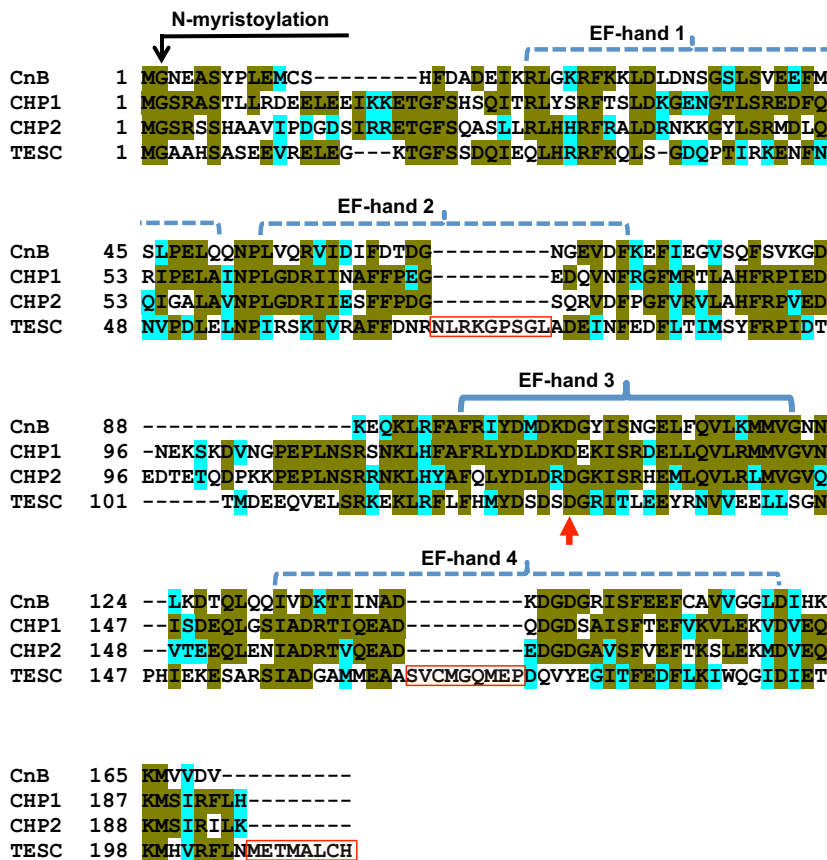 N-myristoylation
EF-hand 1
CnB 1 MGNEASYPLEMCS--------HFDADEIKRLGKRFKKLDLDNSGSLSVEEFM
CHP1 1 MGSRASTLLRDEELEEIKKETGFSHSQITRLYSRFTSLDKGENGTLSREDFQ
CHP2 1 MGSRSSHAAVIPDGDSIRRETGFSQASLLRLHHRFRALDRNKKGYLSRMDLQ
TESC 1 MGAAHSASEEVRELEG---KTGFSSDQIEQLHRRFKQLS-GDQPTIRKENFN
EF-hand 2
CnB 45 SLPELQQNPLVQRVIDIFDTDG---------NGEVDFKEFIEGVSQFSVKGD
CHP1 53 RIPELAINPLGDRIINAFFPEG---------EDQVNFRGFMRTLAHFRPIED
CHP2 53 QIGALAVNPLGDRIIESFFPDG---------SQRVDFPGFVRVLAHFRPVED
TESC 48 NVPDLELNPIRSKIVRAFFDNRNLRKGPSGLADEINFEDFLTIMSYFRPIDT
EF-hand 3
CnB 88 ----------------KEQKLRFAFRIYDMDKDGYISNGELFQVLKMMVGNN
CHP1 96 -NEKSKDVNGPEPLNSRSNKLHFAFRLYDLDKDEKISRDELLQVLRMMVGVN
CHP2 96 EDTETQDPKKPEPLNSRRNKLHYAFQLYDLDRDGKISRHEMLQVLRLMVGVQ
TESC 101 ------TMDEEQVELSRKEKLRFLFHMYDSDSDGRITLEEYRNVVEELLSGN
EF-hand 4
CnB 124 --LKDTQLQQIVDKTIINAD---------KDGDGRISFEEFCAVVGGLDIHK
CHP1 147 --ISDEQLGSIADRTIQEAD---------QDGDSAISFTEFVKVLEKVDVEQ
CHP2 148 --VTEEQLENIADRTVQEAD---------EDGDGAVSFVEFTKSLEKMDVEQ
TESC 147 PHIEKESARSIADGAMMEAASVCMGQMEPDQVYEGITFEDFLKIWQGIDIET
CnB 165 KMVVDV----------
CHP1 187 KMSIRFLH--------
CHP2 188 KMSIRILK--------
TESC 198 KMHVRFLNMETMALCH